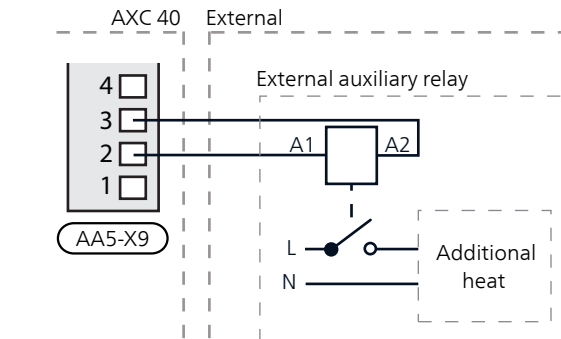 AXC 40 External
External auxiliary relay
4
3
A1 A2
2
1
AA5-X9
L
Additional
heat
N